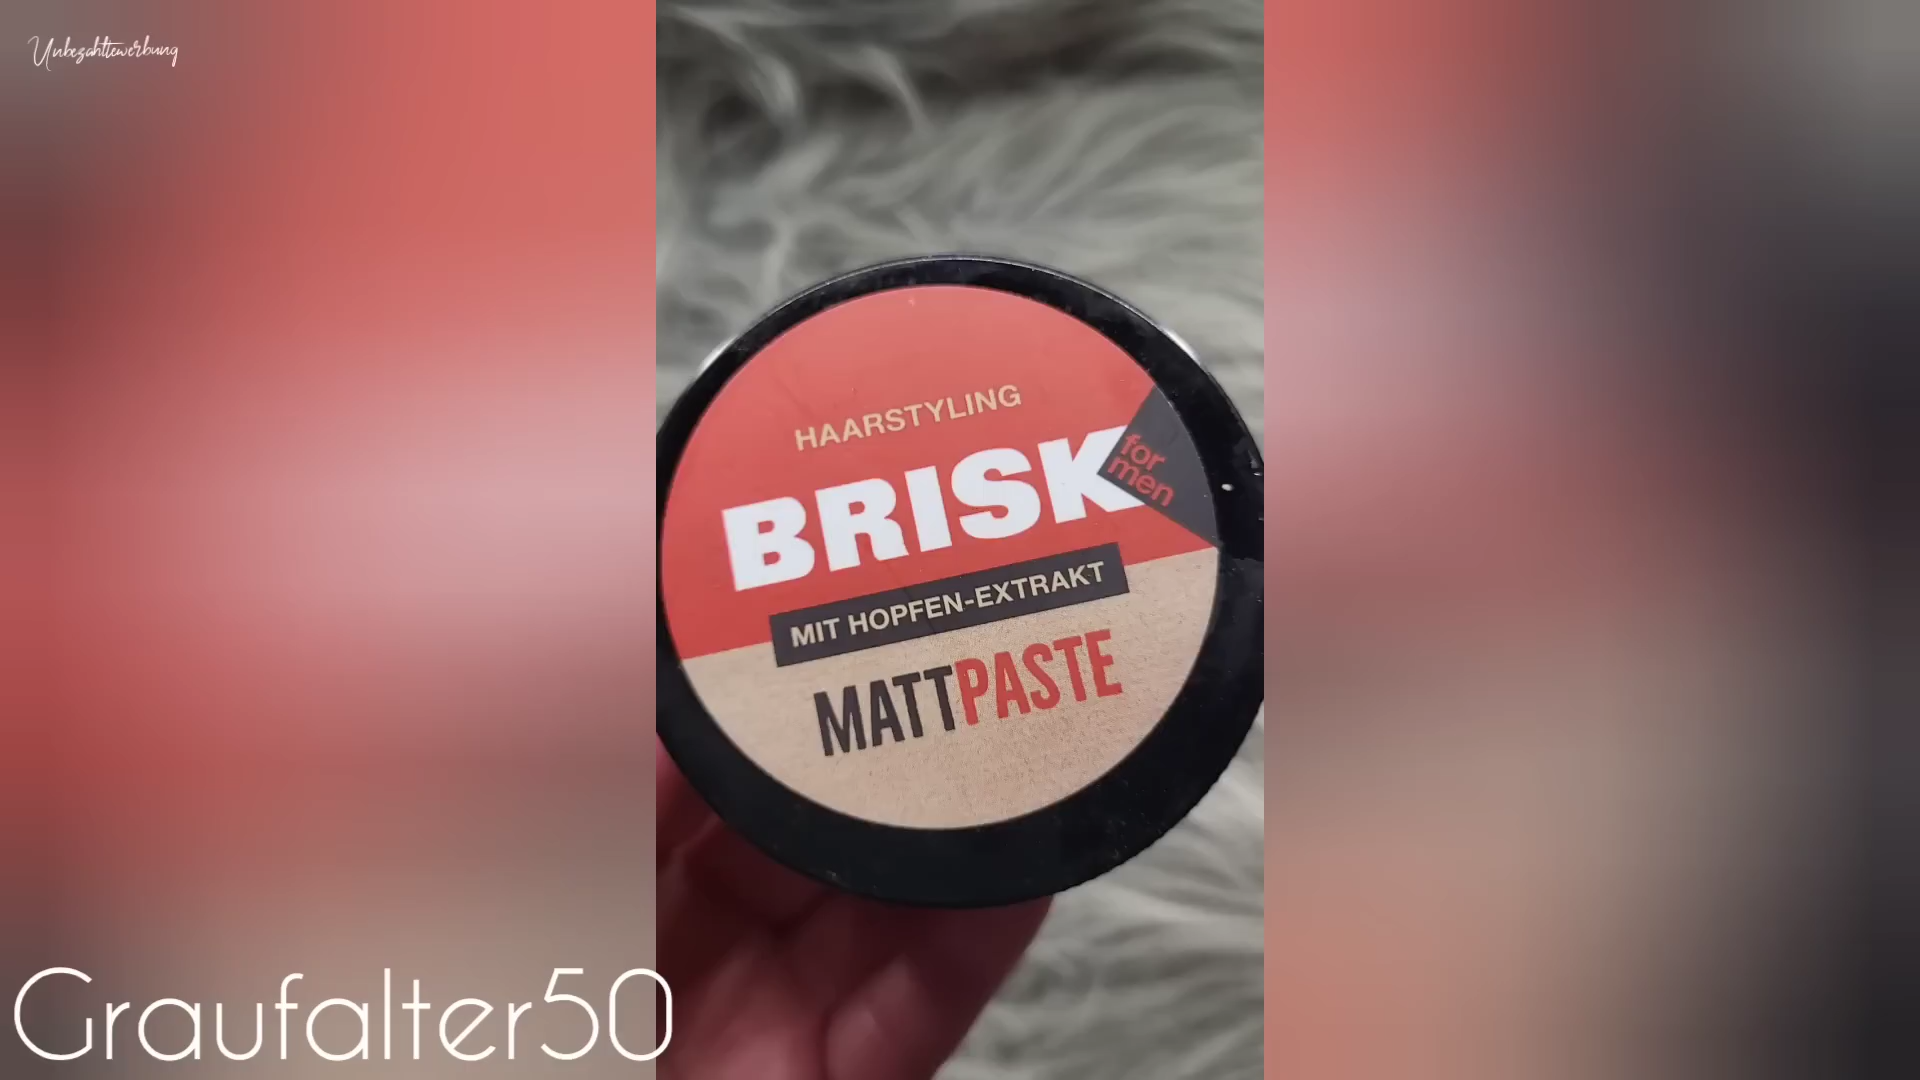 Unbezahltewerbung
HAARSTYLING
BRISK
for
men
MIT HOPFEN-EXTRAKT
MATTPASTE
Graufalter50